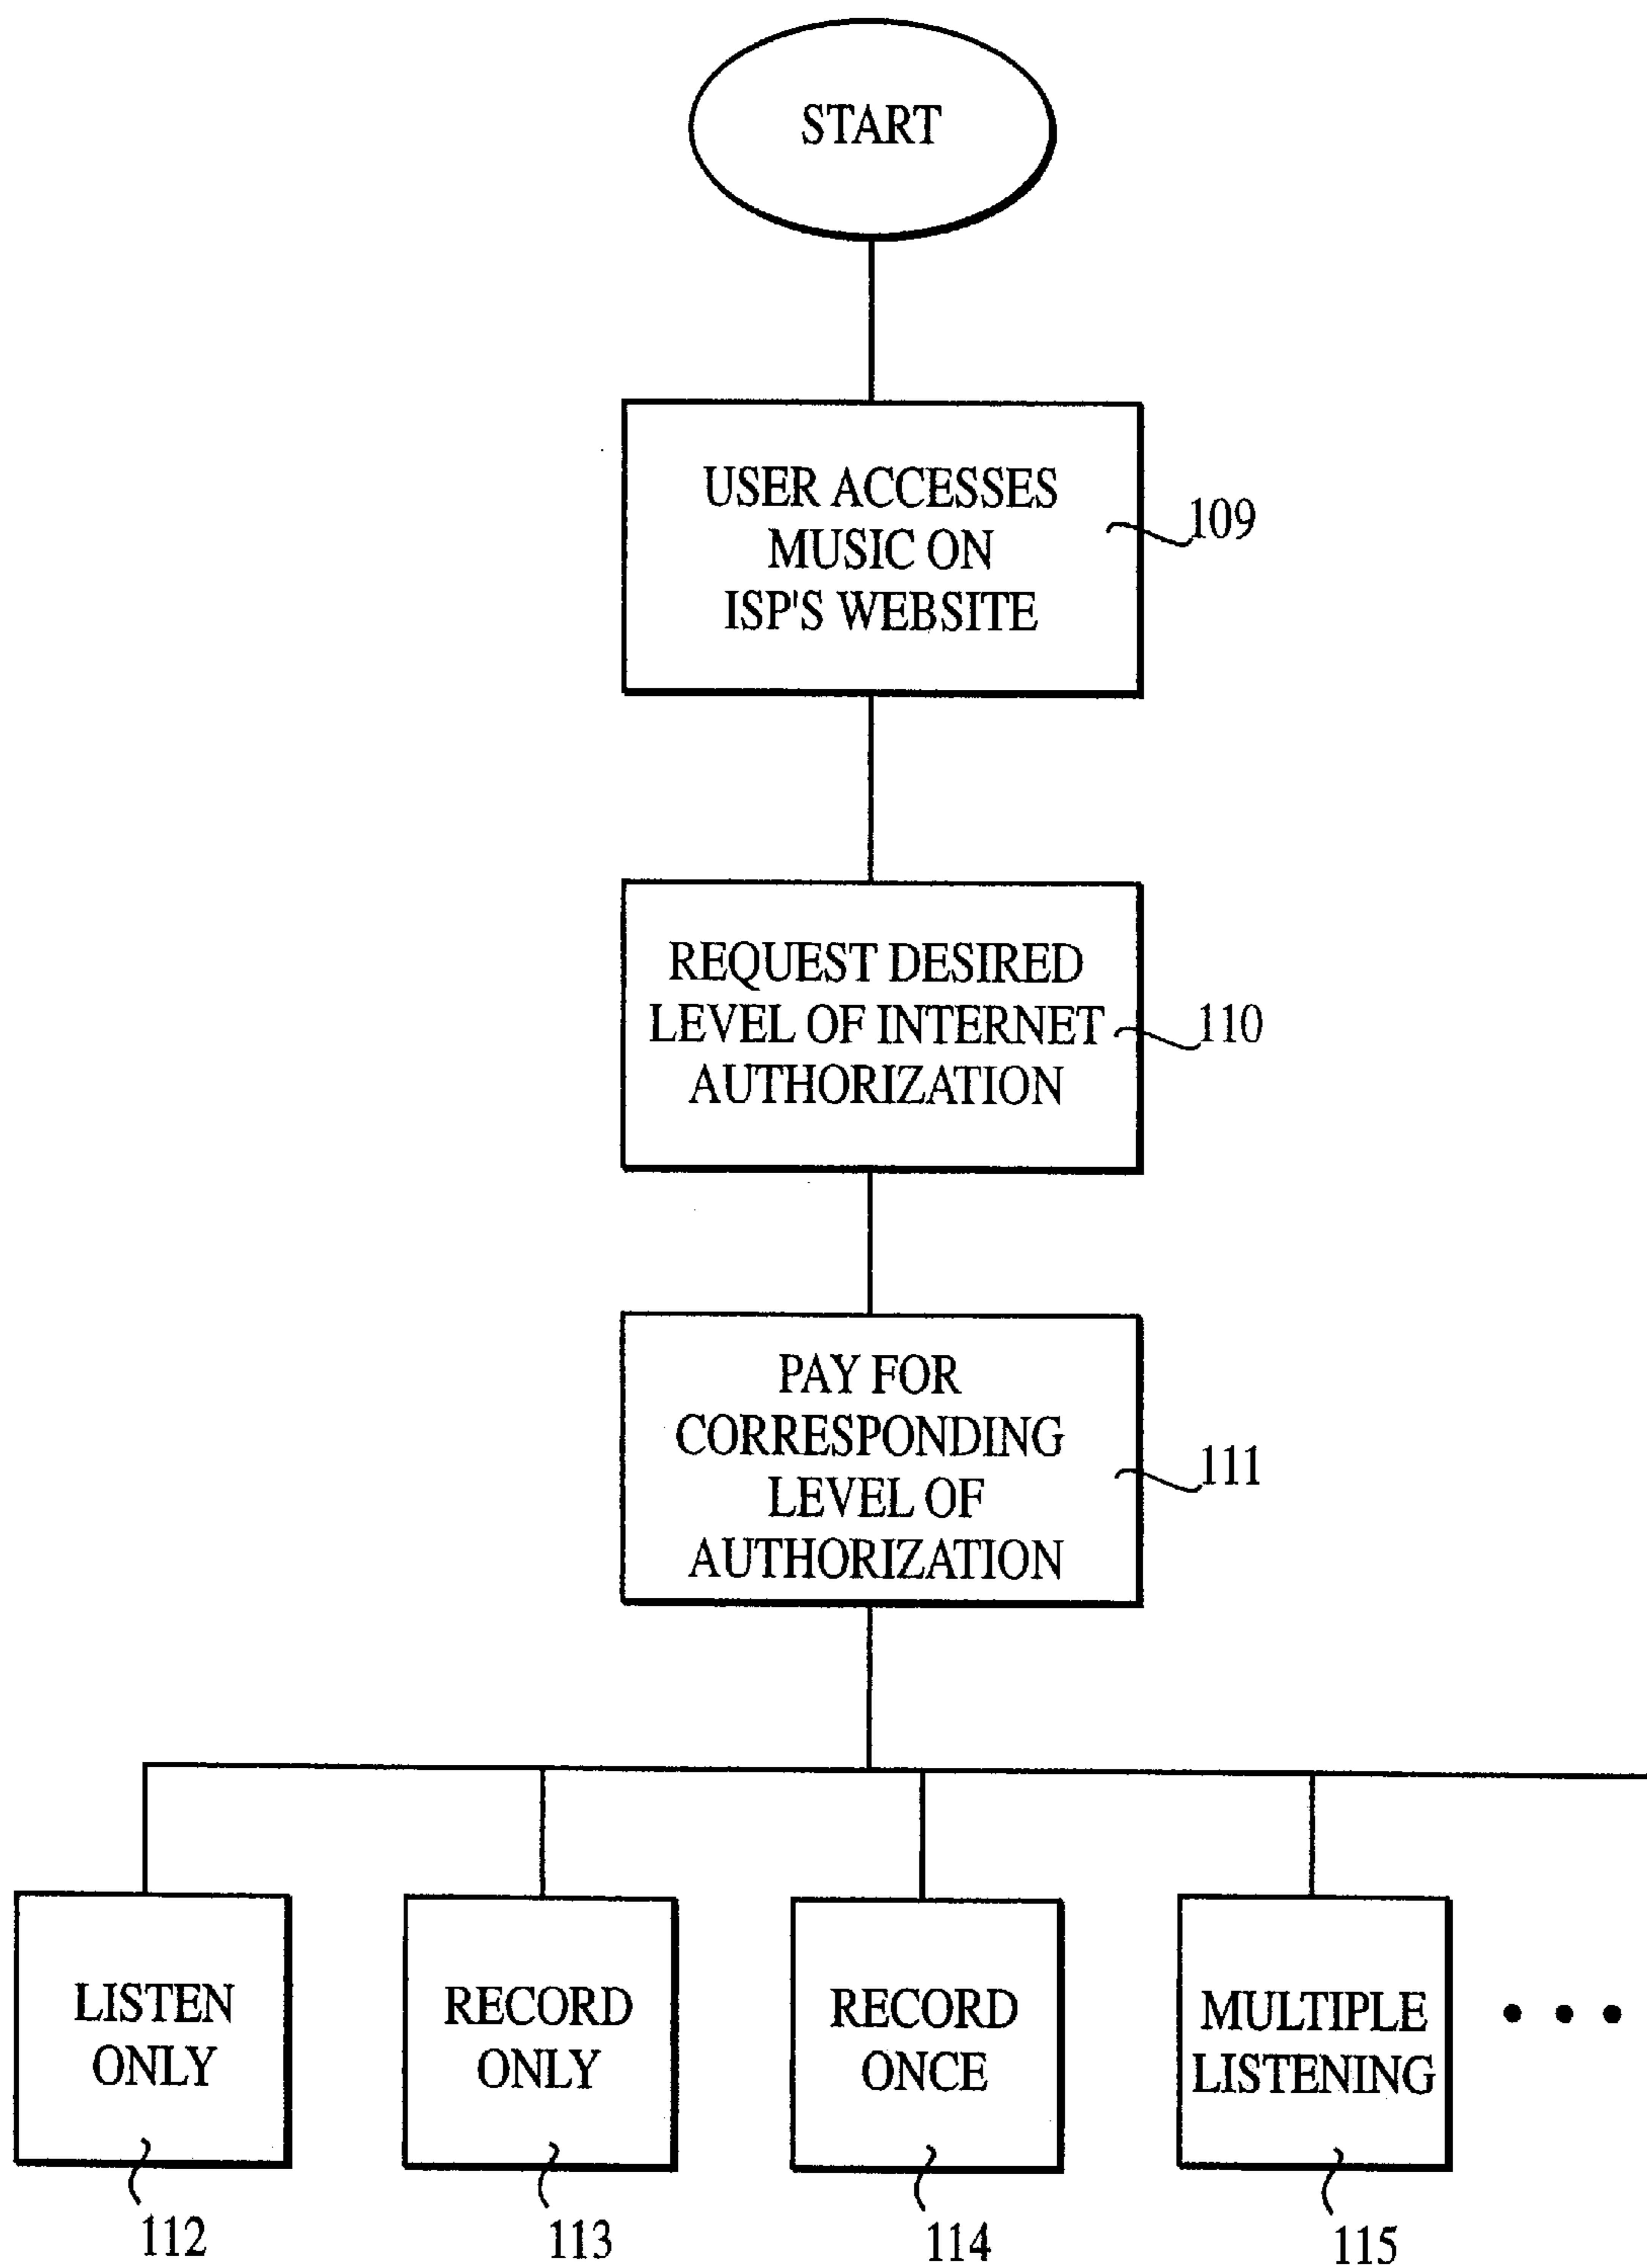 START
USER ACCESSES
MUSIC ON
ISP'S WEBSITE
109
REQUEST DESIRED
LEVEL OF INTERNET
AUTHORIZATION
110
PAY FOR
CORRESPONDING
LEVEL OF
AUTHORIZATION
111
LISTEN
ONLY
112
RECORD
ONLY
113
RECORD
ONCE
114
MULTIPLE
LISTENING
115
• • •